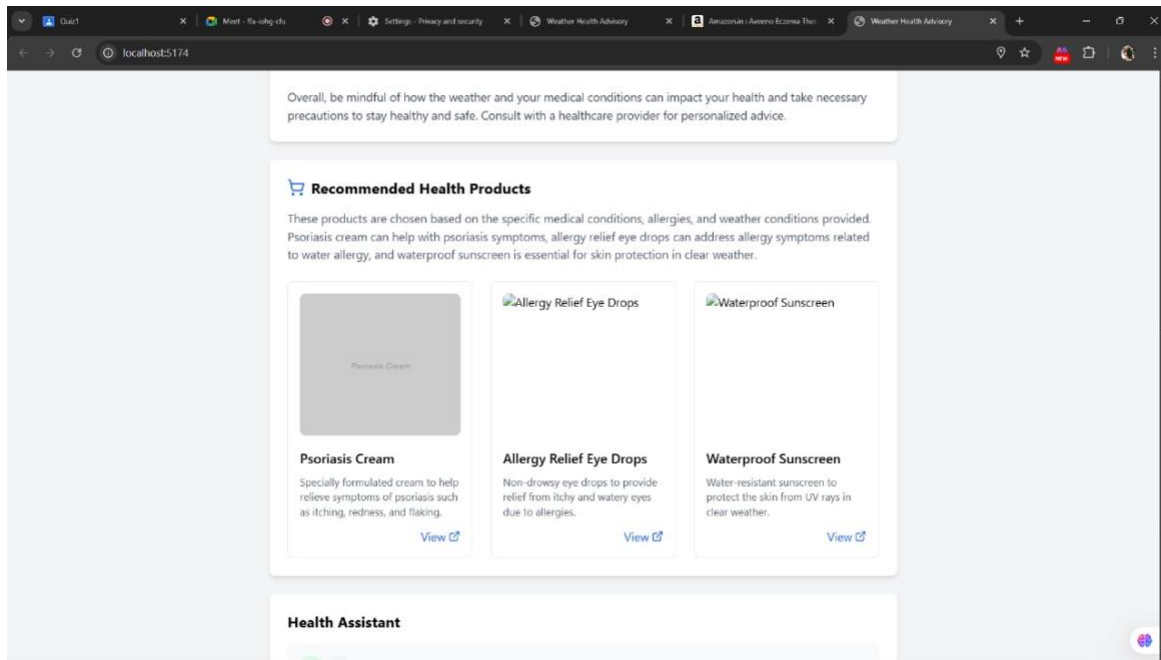 Quiz1
Meet - ffa-iohg-cfu
Settings - Privacy and security
Weather Health Advisory
Amazon.in : Aveeno Eczema Ther
Weather Health Advisory
localhost:5174
NEW
Overall, be mindful of how the weather and your medical conditions can impact your health and take necessary
precautions to stay healthy and safe. Consult with a healthcare provider for personalized advice.
Recommended Health Products
These products are chosen based on the specific medical conditions, allergies, and weather conditions provided.
Psoriasis cream can help with psoriasis symptoms, allergy relief eye drops can address allergy symptoms related
to water allergy, and waterproof sunscreen is essential for skin protection in clear weather.
Psoriasis Cream
Psoriasis Cream
Specially formulated cream to help
relieve symptoms of psoriasis such
as itching, redness, and flaking.
View
Allergy Relief Eye Drops
Allergy Relief Eye Drops
Non-drowsy eye drops to provide
relief from itchy and watery eyes
due to allergies.
View
Waterproof Sunscreen
Waterproof Sunscreen
Water-resistant sunscreen to
protect the skin from UV rays in
clear weather.
View
Health Assistant